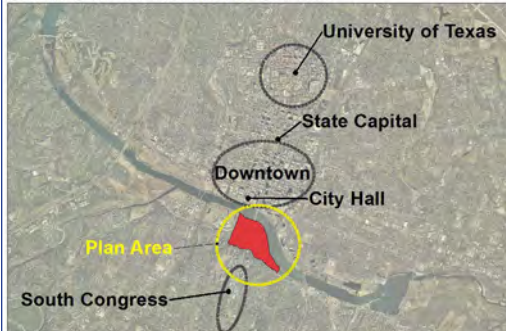 University of Texas
State Capital
Downtown
City Hall
Plan Area
South Congress